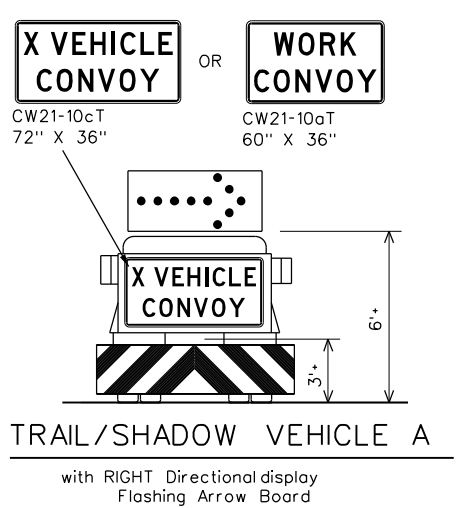 X VEHICLE
CONVOY
OR
WORK
CONVOY
CW21-10cT
72" X 36"
CW21-10aT
60" X 36"
X VEHICLE
CONVOY
6'+
3'+
TRAIL/SHADOW VEHICLE A
with RIGHT Directional display
Flashing Arrow Board